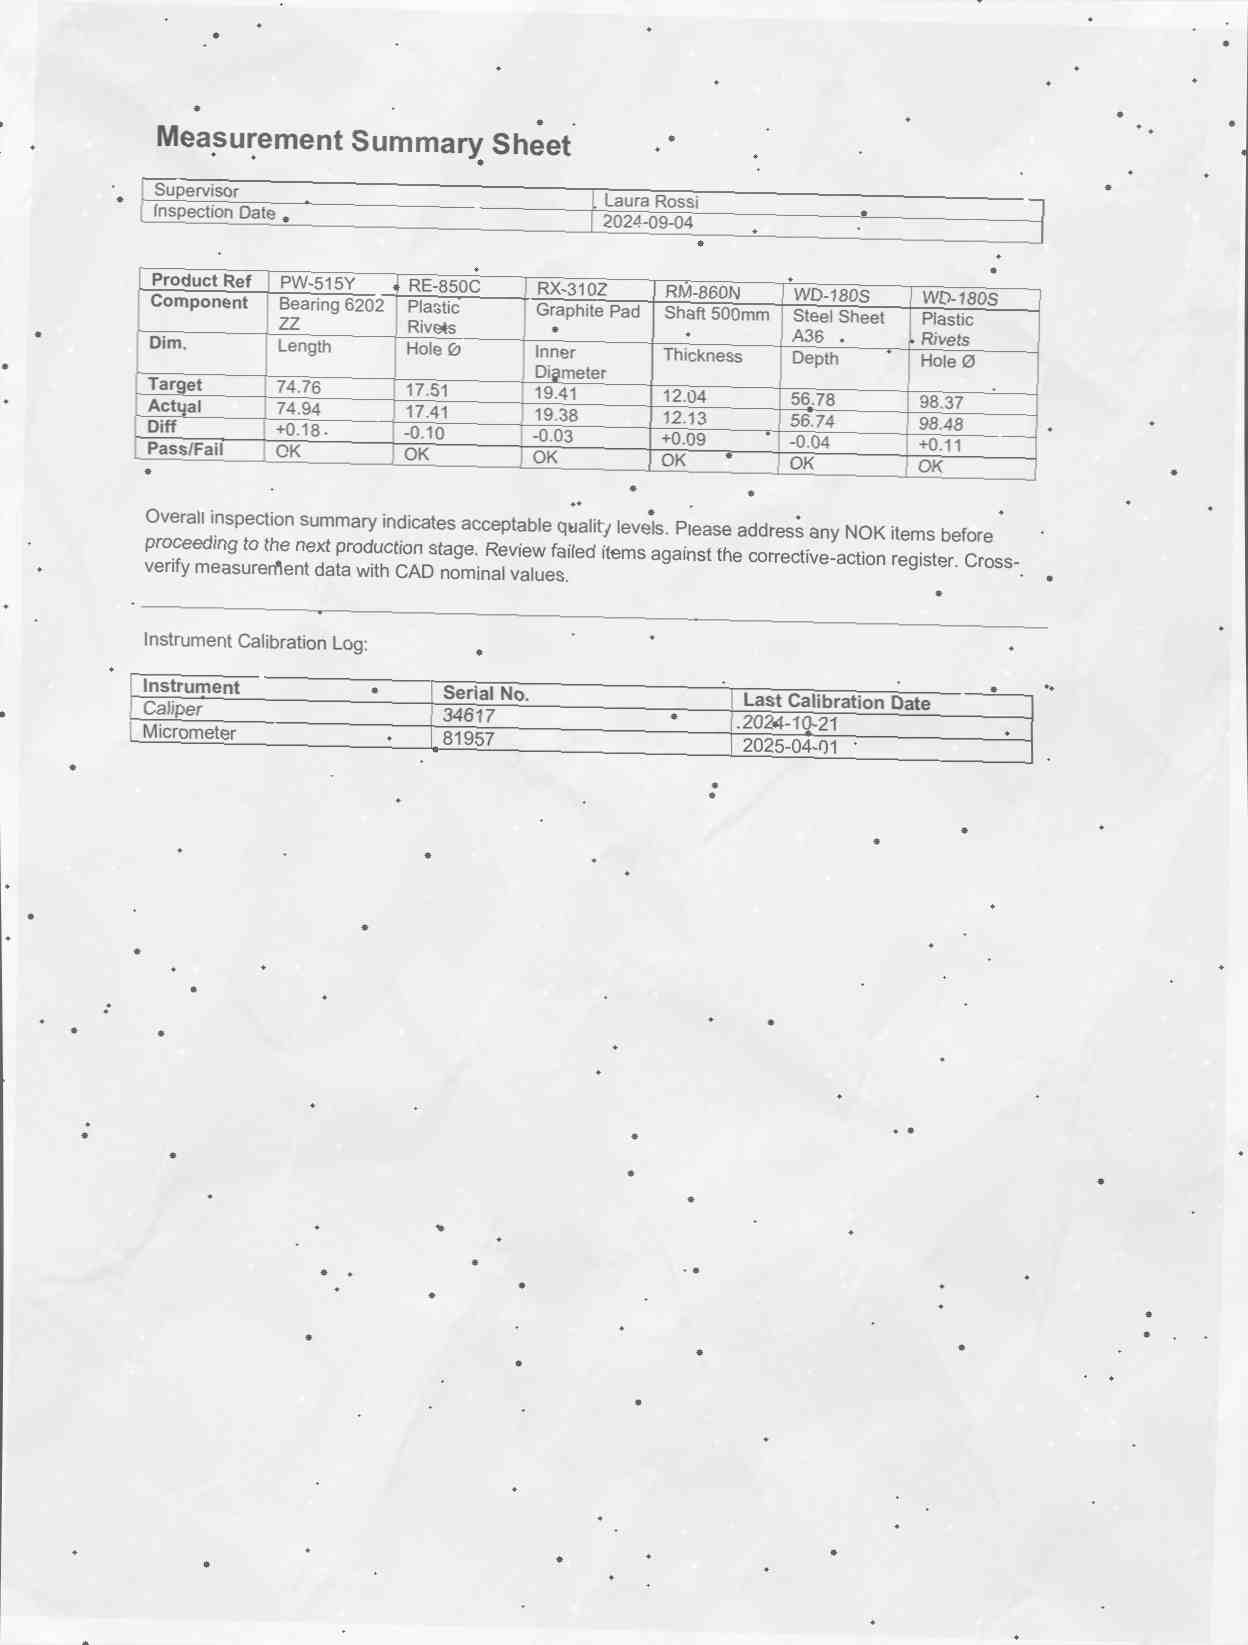 Measurement Summary Sheet
Supervisor Laura Rossi
Inspection Date 2024-09-04
Product Ref PW-515Y RE-850C RX-310Z RM-860N WD-180S WD-180S
Component Bearing 6202 ZZ Plastic Rivets Graphite Pad Shaft 500mm Steel Sheet A36 Plastic Rivets
Dim. Length Hole Ø Inner Diameter Thickness Depth Hole Ø
Target 74.76 17.51 19.41 12.04 56.78 98.37
Actual 74.94 17.41 19.38 12.13 56.74 98.48
Diff +0.18 -0.10 -0.03 +0.09 -0.04 +0.11
Pass/Fail OK OK OK OK OK OK
Overall inspection summary indicates acceptable quality levels. Please address any NOK items before
proceeding to the next production stage. Review failed items against the corrective-action register. Cross-
verify measurement data with CAD nominal values.
Instrument Calibration Log:
Instrument Serial No. Last Calibration Date
Caliper 34617 2024-10-21
Micrometer 81957 2025-04-01